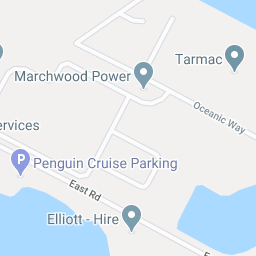 Tarmac
Marchwood Power
Oceanic Way
ervices
P
Penguin Cruise Parking
East Rd
Elliott - Hire
E